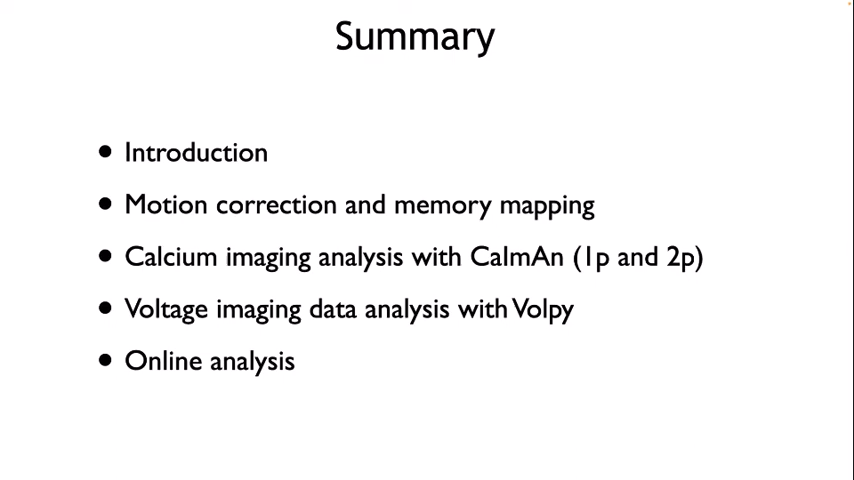 Summary
• Introduction
• Motion correction and memory mapping
• Calcium imaging analysis with CaImAn (1p and 2p)
• Voltage imaging data analysis with Volpy
• Online analysis